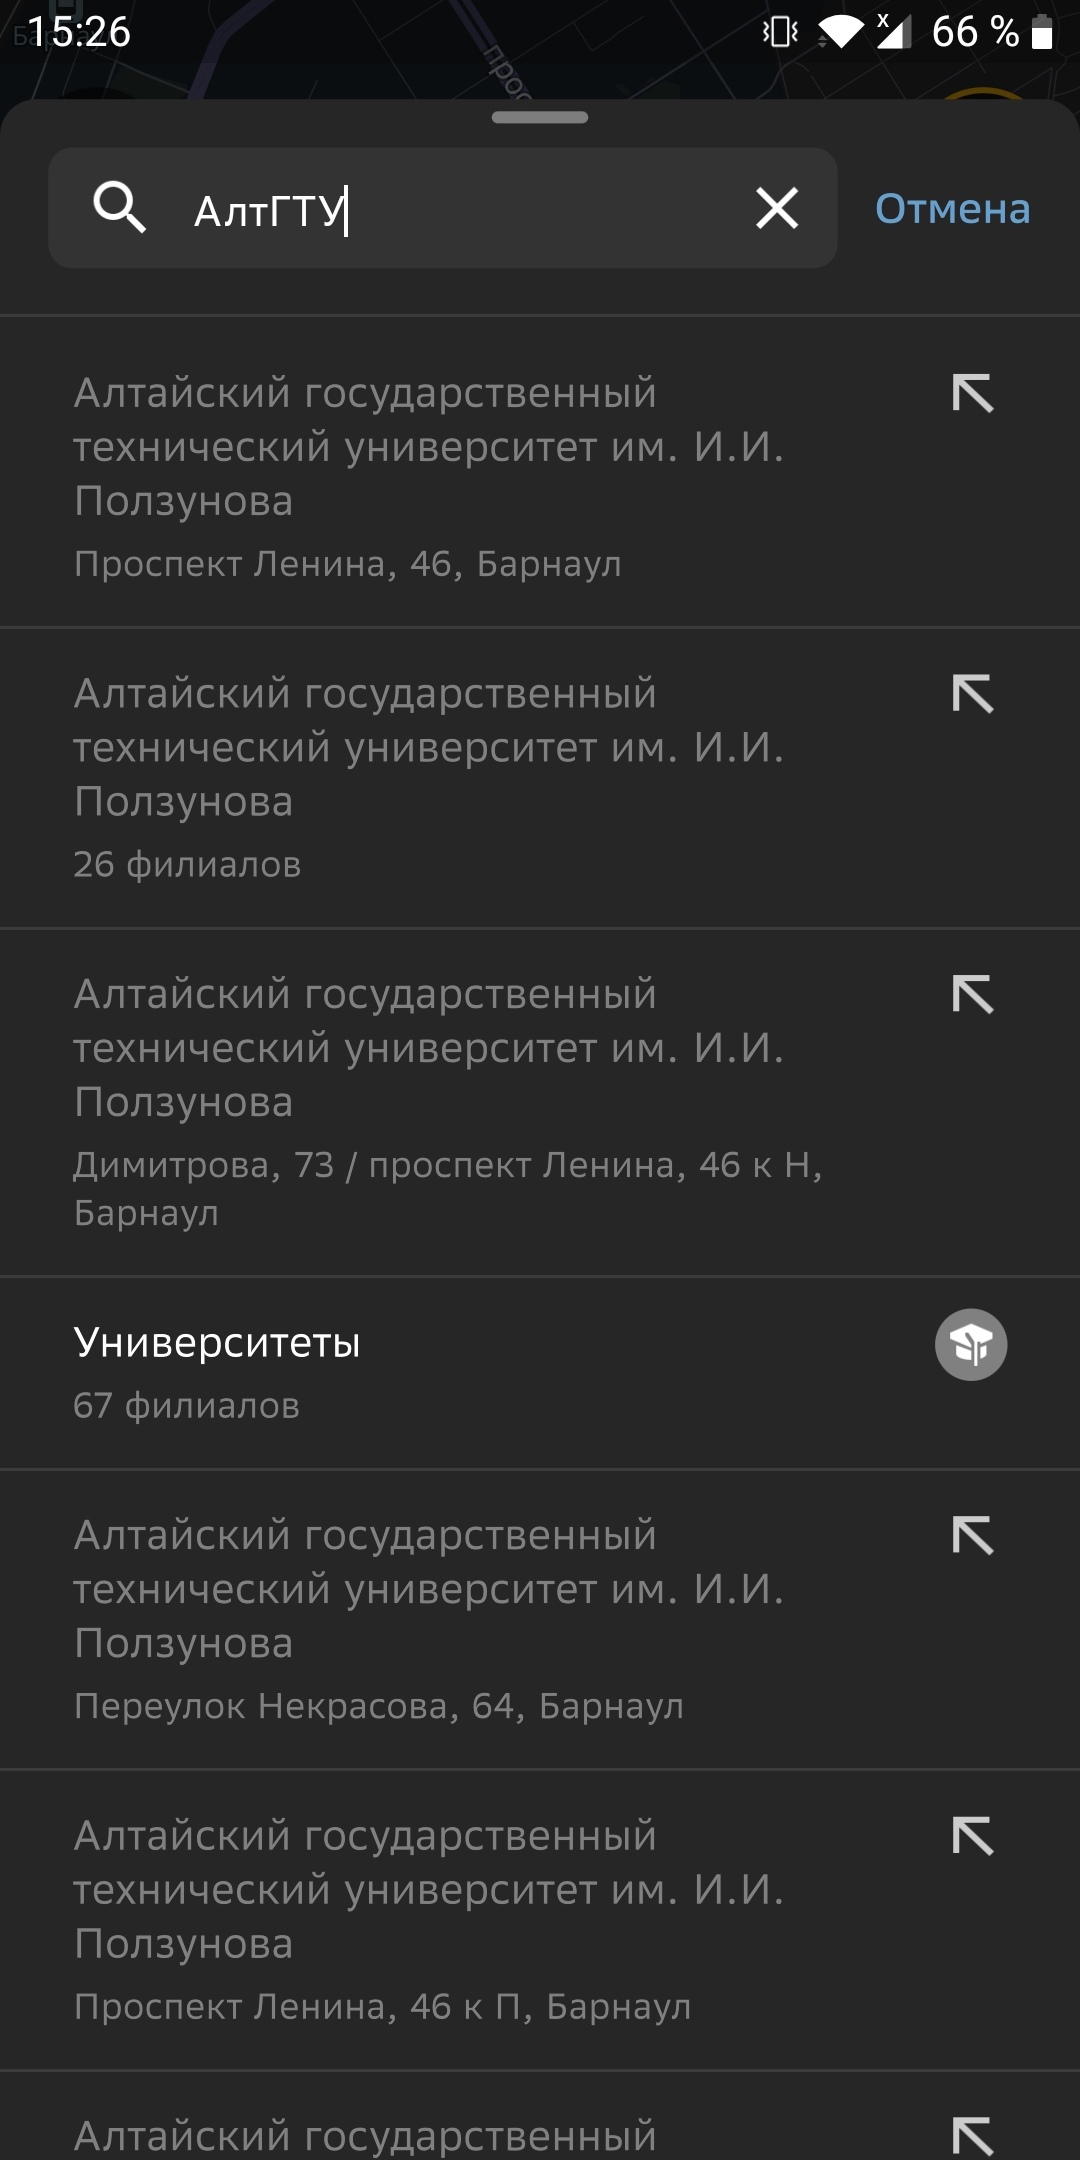 Барнаул
15:26
66 %
прос
АлтГТУ
Отмена
Алтайский государственный
технический университет им. И.И.
Ползунова
Проспект Ленина, 46, Барнаул
Алтайский государственный
технический университет им. И.И.
Ползунова
26 филиалов
Алтайский государственный
технический университет им. И.И.
Ползунова
Димитрова, 73 / проспект Ленина, 46 к Н,
Барнаул
Университеты
67 филиалов
Алтайский государственный
технический университет им. И.И.
Ползунова
Переулок Некрасова, 64, Барнаул
Алтайский государственный
технический университет им. И.И.
Ползунова
Проспект Ленина, 46 к П, Барнаул
Алтайский государственный